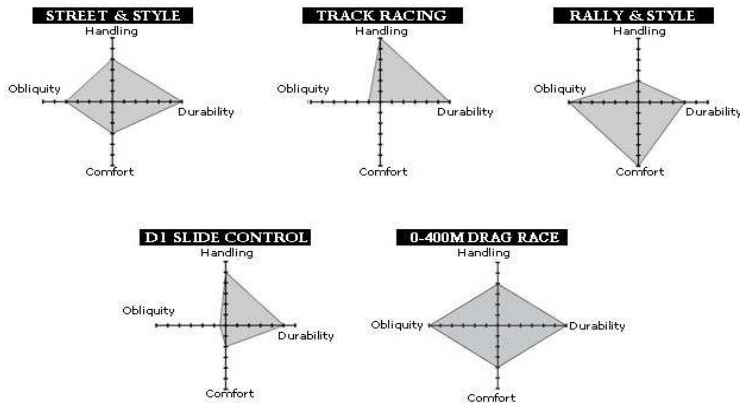 STREET & STYLE
Handling
Obliquity
Durability
Comfort
TRACK RACING
Handling
Obliquity
Durability
Comfort
RALLY & STYLE
Handling
Obliquity
Durability
Comfort
D1 SLIDE CONTROL
Handling
Obliquity
Durability
Comfort
0-400M DRAG RACE
Handling
Obliquity
Durability
Comfort